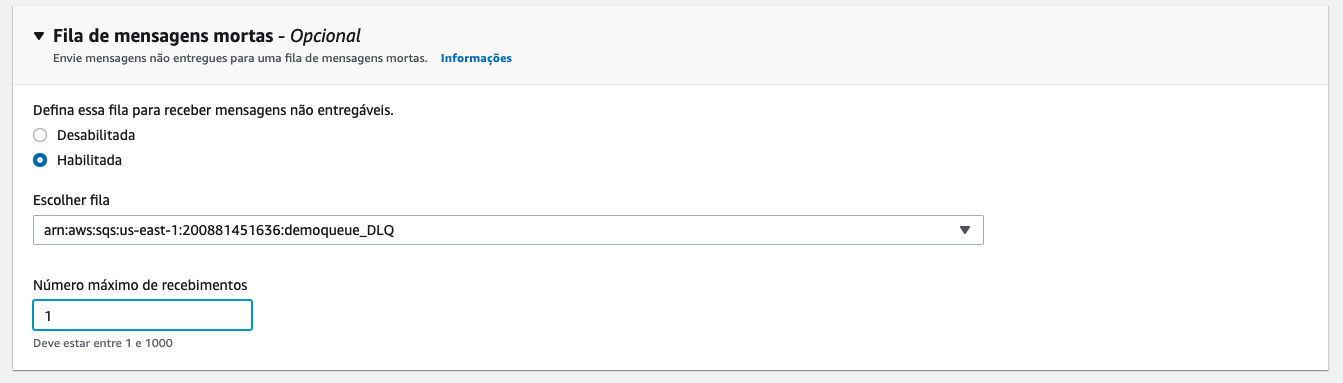 Fila de mensagens mortas - Opcional
Envie mensagens não entregues para uma fila de mensagens mortas. Informações
Defina essa fila para receber mensagens não entregáveis.
Desabilitada
Habilitada
Escolher fila
arn:aws:sqs:us-east-1:200881451636:demoqueue_DLQ
Número máximo de recebimentos
1
Deve estar entre 1 e 1000